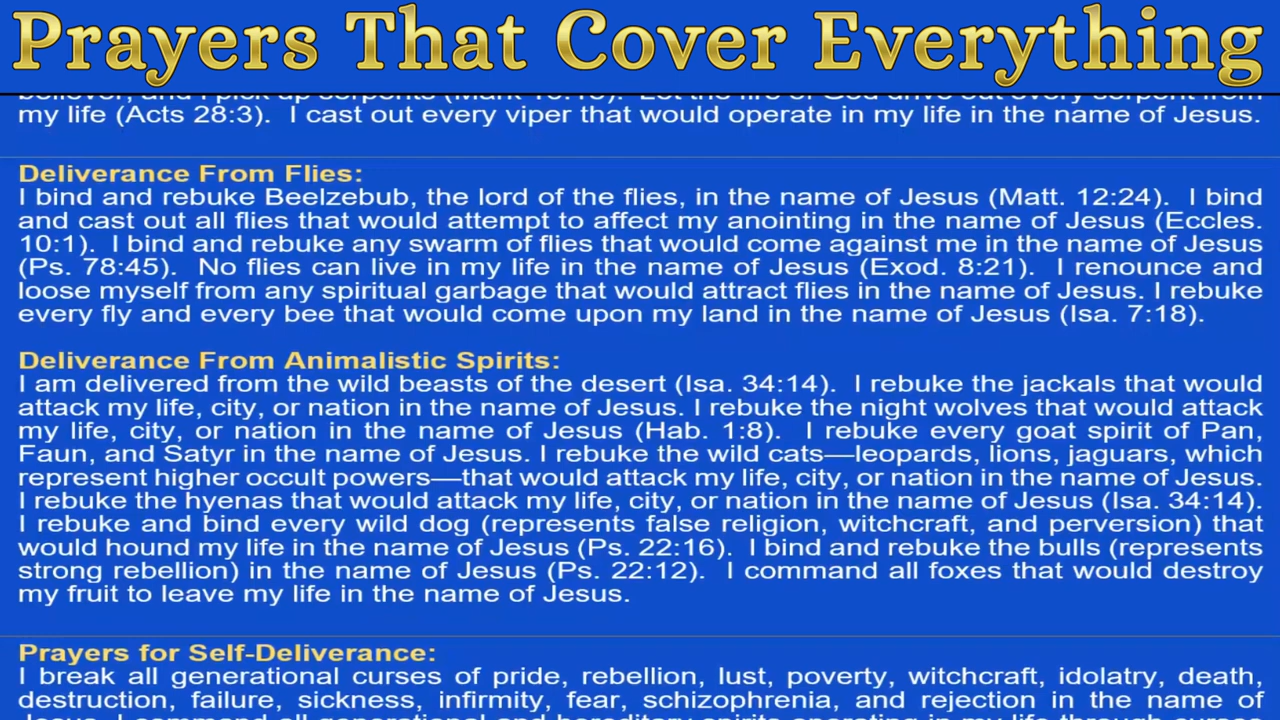 Prayers That Cover Everything
my life (Acts 28:3). I cast out every viper that would operate in my life in the name of Jesus.
Deliverance From Flies:
I bind and rebuke Beelzebub, the lord of the flies, in the name of Jesus (Matt. 12:24). I bind
and cast out all flies that would attempt to affect my anointing in the name of Jesus (Eccles.
10:1). I bind and rebuke any swarm of flies that would come against me in the name of Jesus
(Ps. 78:45). No flies can live in my life in the name of Jesus (Exod. 8:21). I renounce and
loose myself from any spiritual garbage that would attract flies in the name of Jesus. I rebuke
every fly and every bee that would come upon my land in the name of Jesus (Isa. 7:18).
Deliverance From Animalistic Spirits:
I am delivered from the wild beasts of the desert (Isa. 34:14). I rebuke the jackals that would
attack my life, city, or nation in the name of Jesus. I rebuke the night wolves that would attack
my life, city, or nation in the name of Jesus (Hab. 1:8). I rebuke every goat spirit of Pan,
Faun, and Satyr in the name of Jesus. I rebuke the wild cats—leopards, lions, jaguars, which
represent higher occult powers—that would attack my life, city, or nation in the name of Jesus.
I rebuke the hyenas that would attack my life, city, or nation in the name of Jesus (Isa. 34:14).
I rebuke and bind every wild dog (represents false religion, witchcraft, and perversion) that
would hound my life in the name of Jesus (Ps. 22:16). I bind and rebuke the bulls (represents
strong rebellion) in the name of Jesus (Ps. 22:12). I command all foxes that would destroy
my fruit to leave my life in the name of Jesus.
Prayers for Self-Deliverance:
I break all generational curses of pride, rebellion, lust, poverty, witchcraft, idolatry, death,
destruction, failure, sickness, infirmity, fear, schizophrenia, and rejection in the name of